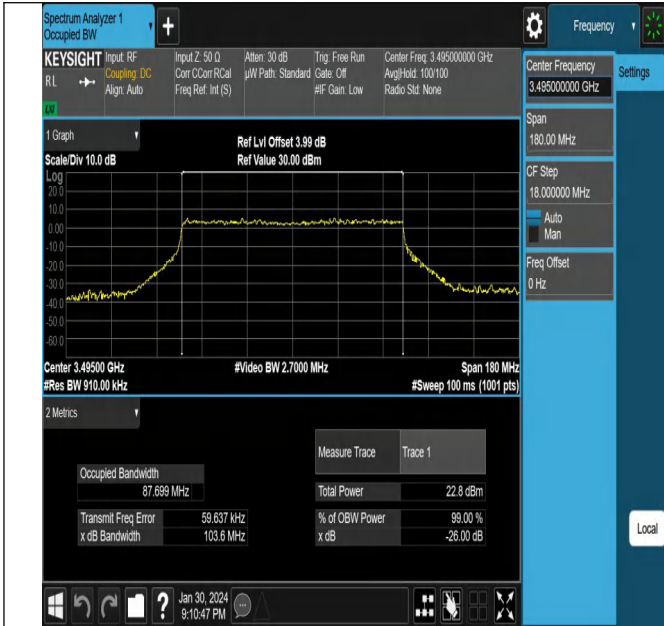 Spectrum Analyzer 1
Occupied BW
Frequency
KEYSIGHT
RL
LXI
Input: RF
Coupling: DC
Align: Auto
Input Z: 50 Ω
Corr CCorr RCal
Freq Ref: Int (S)
Atten: 30 dB
µW Path: Standard
Trig: Free Run
Gate: Off
#IF Gain: Low
Center Freq: 3.495000000 GHz
Avg|Hold: 100/100
Radio Std: None
Center Frequency
3.495000000 GHz
Settings
Span
180.00 MHz
CF Step
18.000000 MHz
Auto
Man
Freq Offset
0 Hz
1 Graph
Scale/Div 10.0 dB
Ref Lvl Offset 3.99 dB
Ref Value 30.00 dBm
Log
20.0
10.0
0.00
-10.0
-20.0
-30.0
-40.0
-50.0
-60.0
Center 3.49500 GHz
#Video BW 2.7000 MHz
Span 180 MHz
#Res BW 910.00 kHz
#Sweep 100 ms (1001 pts)
2 Metrics
Measure Trace Trace 1
Occupied Bandwidth
87.699 MHz
Total Power 22.8 dBm
Transmit Freq Error 59.637 kHz
% of OBW Power 99.00 %
x dB Bandwidth 103.6 MHz
x dB -26.00 dB
Local
?
Jan 30, 2024
9:10:47 PM